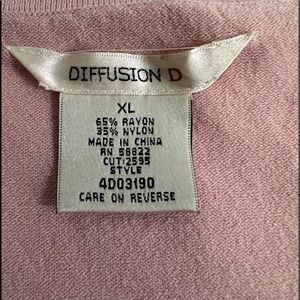 DIFFUSION D
XL
65% RAYON
35% NYLON
MADE IN CHINA
RN 58822
CUT:2595
STYLE
4D03190
CARE ON REVERSE